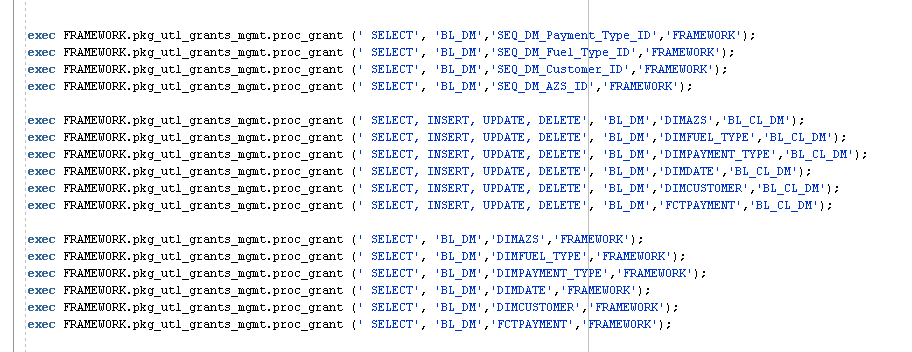 exec FRAMEWORK.pkg_utl_grants_mgmt.proc_grant (' SELECT', 'BL_DM','SEQ_DM_Payment_Type_ID','FRAMEWORK');
exec FRAMEWORK.pkg_utl_grants_mgmt.proc_grant (' SELECT', 'BL_DM','SEQ_DM_Fuel_Type_ID','FRAMEWORK');
exec FRAMEWORK.pkg_utl_grants_mgmt.proc_grant (' SELECT', 'BL_DM','SEQ_DM_Customer_ID','FRAMEWORK');
exec FRAMEWORK.pkg_utl_grants_mgmt.proc_grant (' SELECT', 'BL_DM','SEQ_DM_AZS_ID','FRAMEWORK');
exec FRAMEWORK.pkg_utl_grants_mgmt.proc_grant (' SELECT, INSERT, UPDATE, DELETE', 'BL_DM','DIMAZS','BL_CL_DM');
exec FRAMEWORK.pkg_utl_grants_mgmt.proc_grant (' SELECT, INSERT, UPDATE, DELETE', 'BL_DM','DIMFUEL_TYPE','BL_CL_DM');
exec FRAMEWORK.pkg_utl_grants_mgmt.proc_grant (' SELECT, INSERT, UPDATE, DELETE', 'BL_DM','DIMPAYMENT_TYPE','BL_CL_DM');
exec FRAMEWORK.pkg_utl_grants_mgmt.proc_grant (' SELECT, INSERT, UPDATE, DELETE', 'BL_DM','DIMDATE','BL_CL_DM');
exec FRAMEWORK.pkg_utl_grants_mgmt.proc_grant (' SELECT, INSERT, UPDATE, DELETE', 'BL_DM','DIMCUSTOMER','BL_CL_DM');
exec FRAMEWORK.pkg_utl_grants_mgmt.proc_grant (' SELECT, INSERT, UPDATE, DELETE', 'BL_DM','FCTPAYMENT','BL_CL_DM');
exec FRAMEWORK.pkg_utl_grants_mgmt.proc_grant (' SELECT', 'BL_DM','DIMAZS','FRAMEWORK');
exec FRAMEWORK.pkg_utl_grants_mgmt.proc_grant (' SELECT', 'BL_DM','DIMFUEL_TYPE','FRAMEWORK');
exec FRAMEWORK.pkg_utl_grants_mgmt.proc_grant (' SELECT', 'BL_DM','DIMPAYMENT_TYPE','FRAMEWORK');
exec FRAMEWORK.pkg_utl_grants_mgmt.proc_grant (' SELECT', 'BL_DM','DIMDATE','FRAMEWORK');
exec FRAMEWORK.pkg_utl_grants_mgmt.proc_grant (' SELECT', 'BL_DM','DIMCUSTOMER','FRAMEWORK');
exec FRAMEWORK.pkg_utl_grants_mgmt.proc_grant (' SELECT', 'BL_DM','FCTPAYMENT','FRAMEWORK');